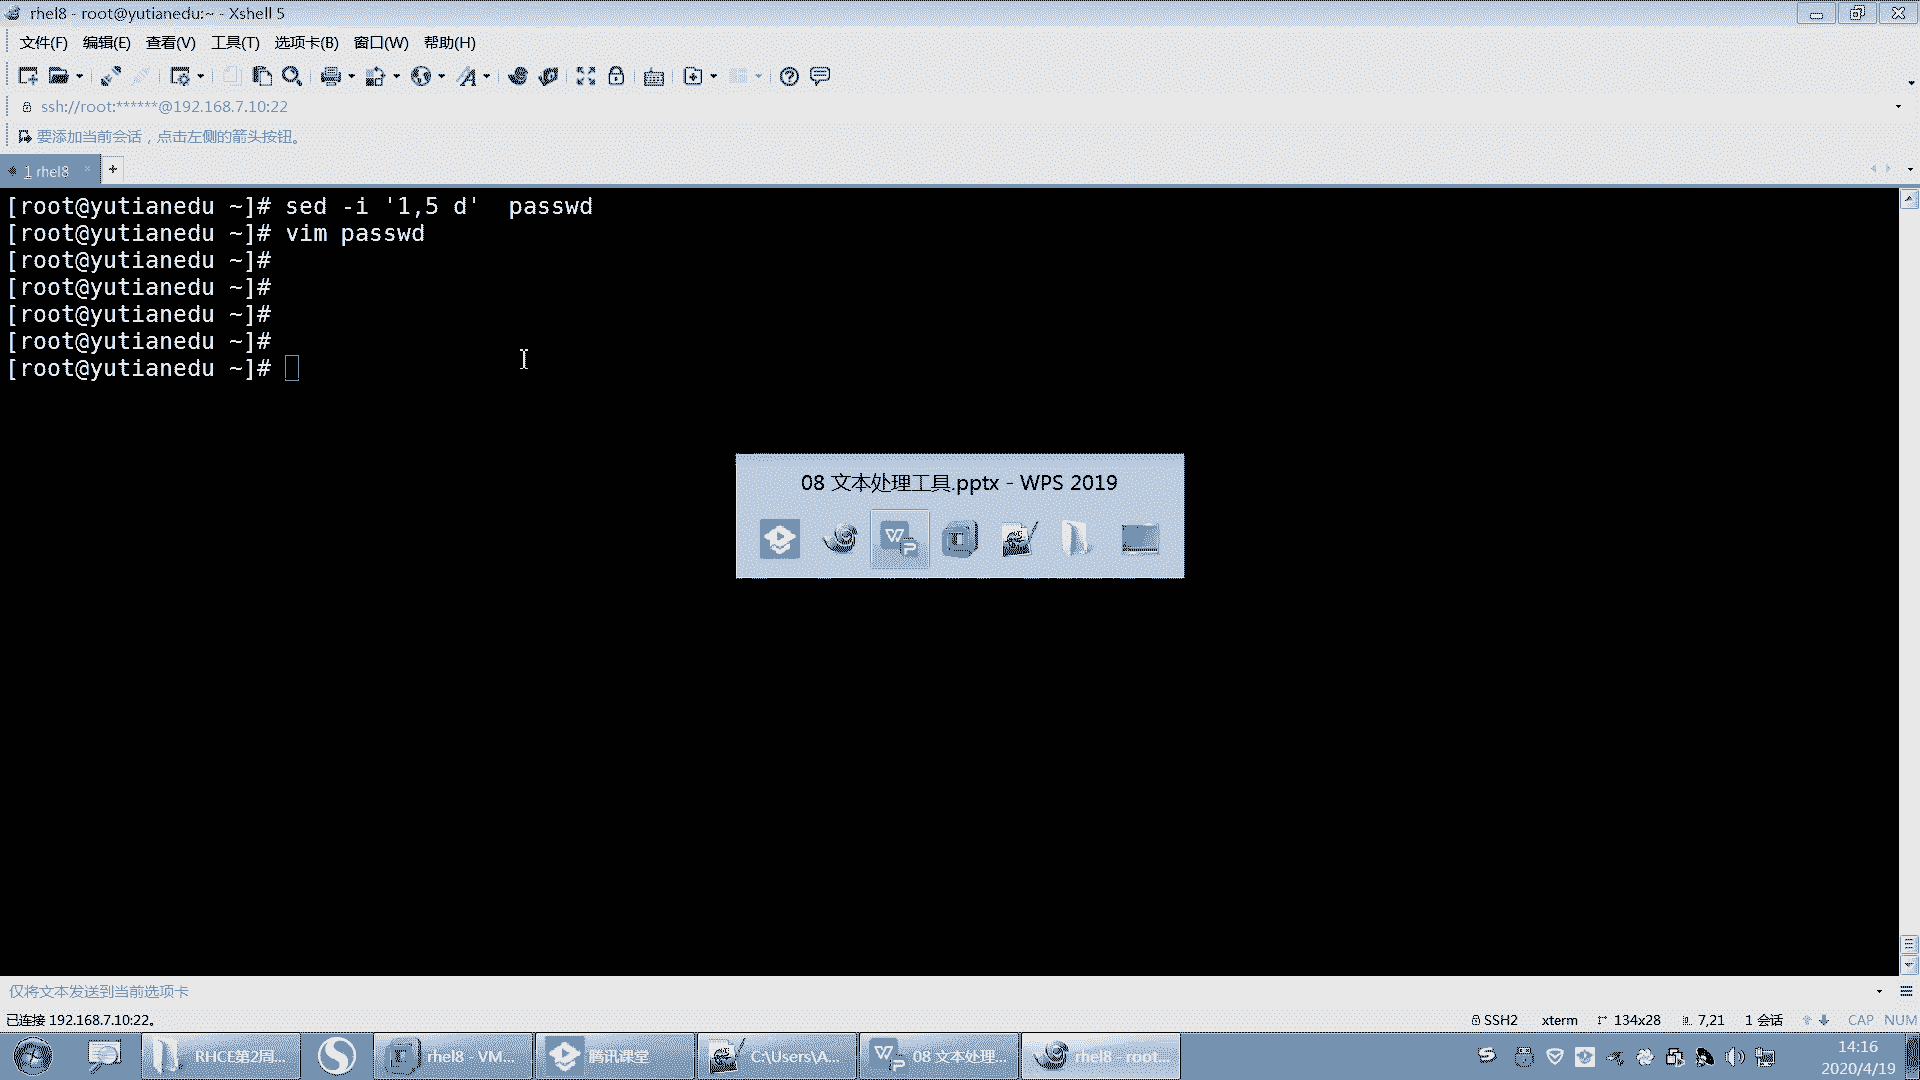 rhel8 - root@yutianedu:~ - Xshell 5
文件(F) 编辑(E) 查看(V) 工具(T) 选项卡(B) 窗口(W) 帮助(H)
ssh://root:******@192.168.7.10:22
要添加当前会话，点击左侧的箭头按钮。
1 rhel8
[root@yutianedu ~]# sed -i '1,5 d'  passwd
[root@yutianedu ~]# vim passwd
[root@yutianedu ~]#
[root@yutianedu ~]#
[root@yutianedu ~]#
[root@yutianedu ~]#
[root@yutianedu ~]#
08 文本处理工具.pptx - WPS 2019
仅将文本发送到当前选项卡
已连接 192.168.7.10:22。
SSH2 xterm 134x28 7,21 1 会话 CAP NUM
RHCE第2周... rhel8 - VM... 腾讯课堂 C:\Users\A... 08 文本处理... rhel8 - root...
14:16
2020/4/19